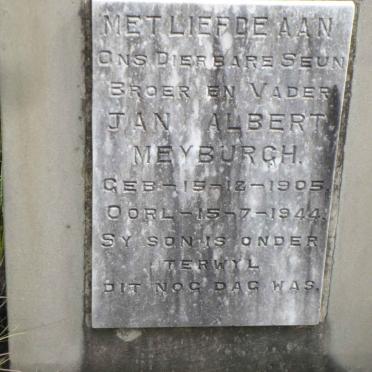 MET LIEFDE AAN
ONS DIERBARE SEUN
BROER EN VADER
JAN ALBERT
MEYBURGH.
GEB-15-12-1905.
OORL-15-7-1944.
SY SON IS ONDER
TERWYL
DIT NOG DAG WAS.